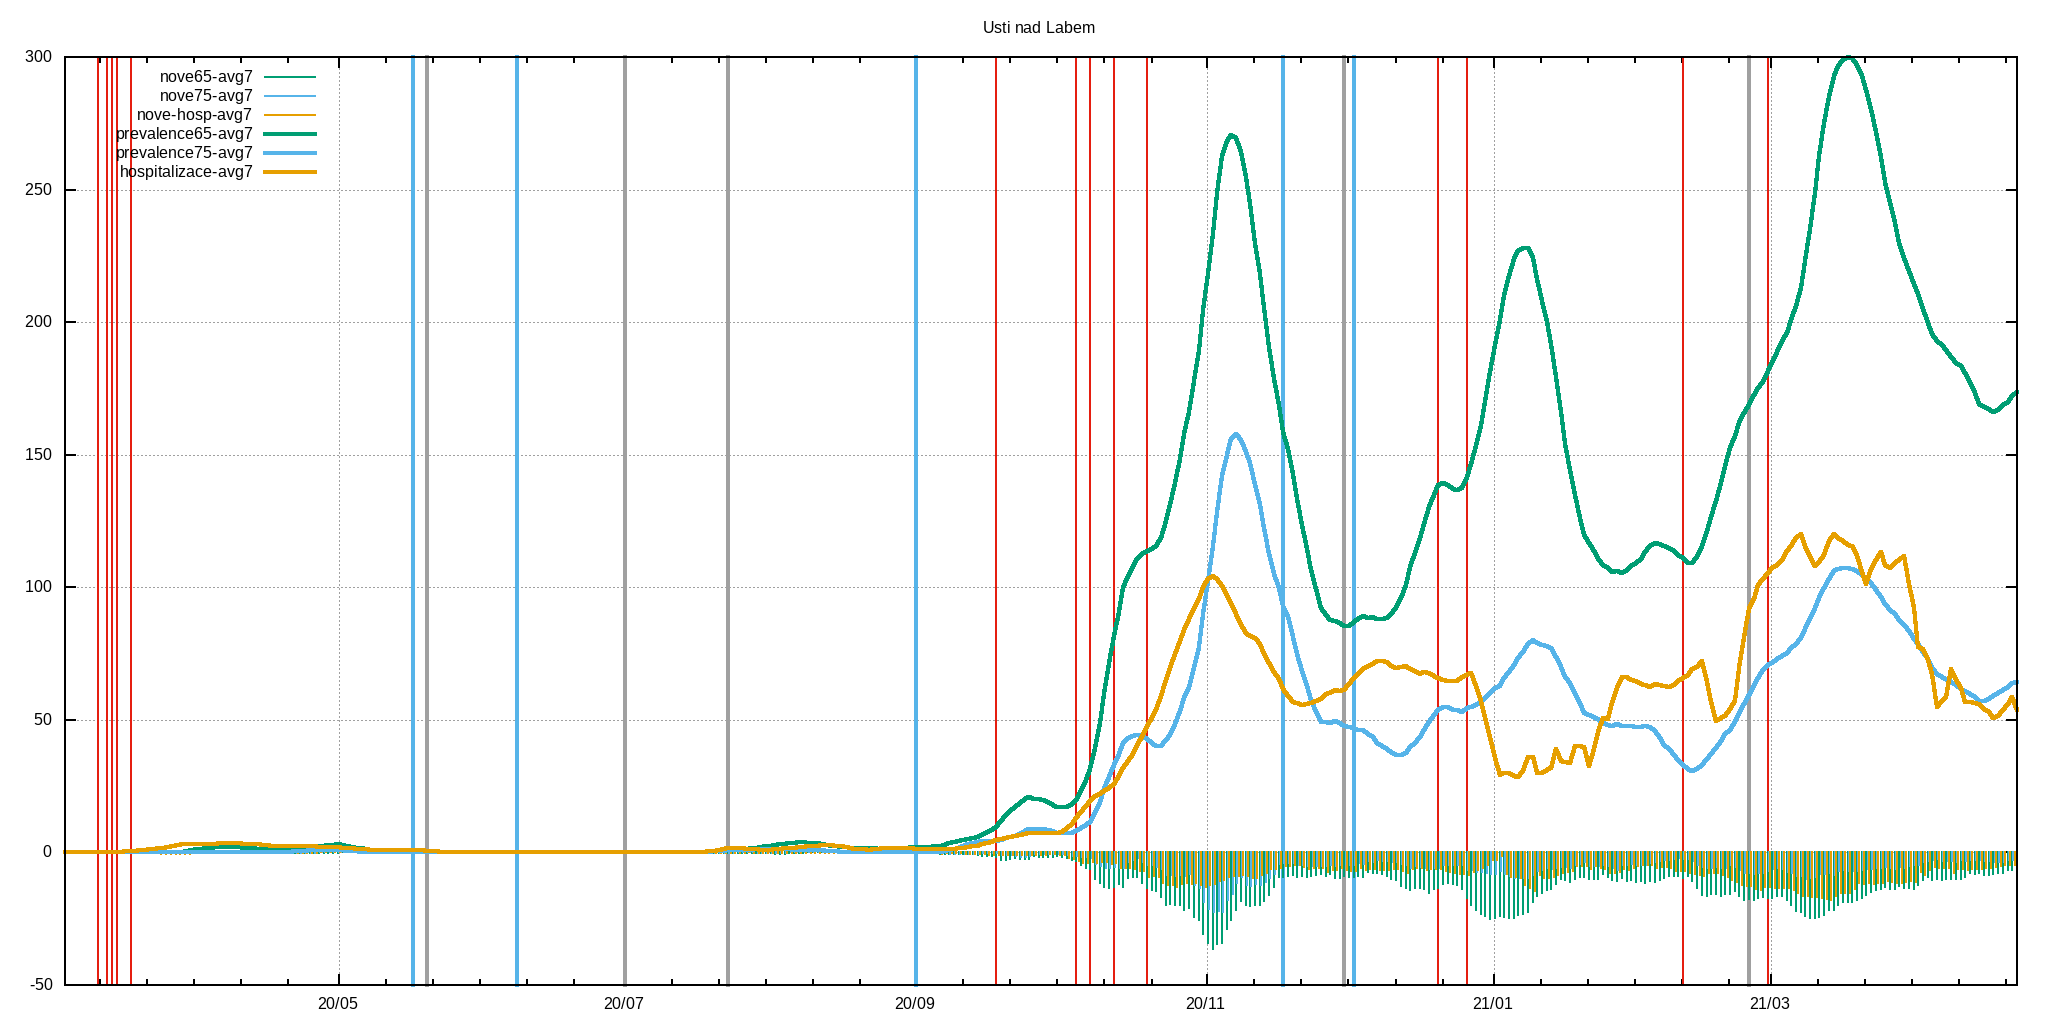 Usti nad Labem
nove65-avg7
nove75-avg7
nove-hosp-avg7
prevalence65-avg7
prevalence75-avg7
hospitalizace-avg7
300
250
200
150
100
50
0
-50
20/05 20/07 20/09 20/11 21/01 21/03